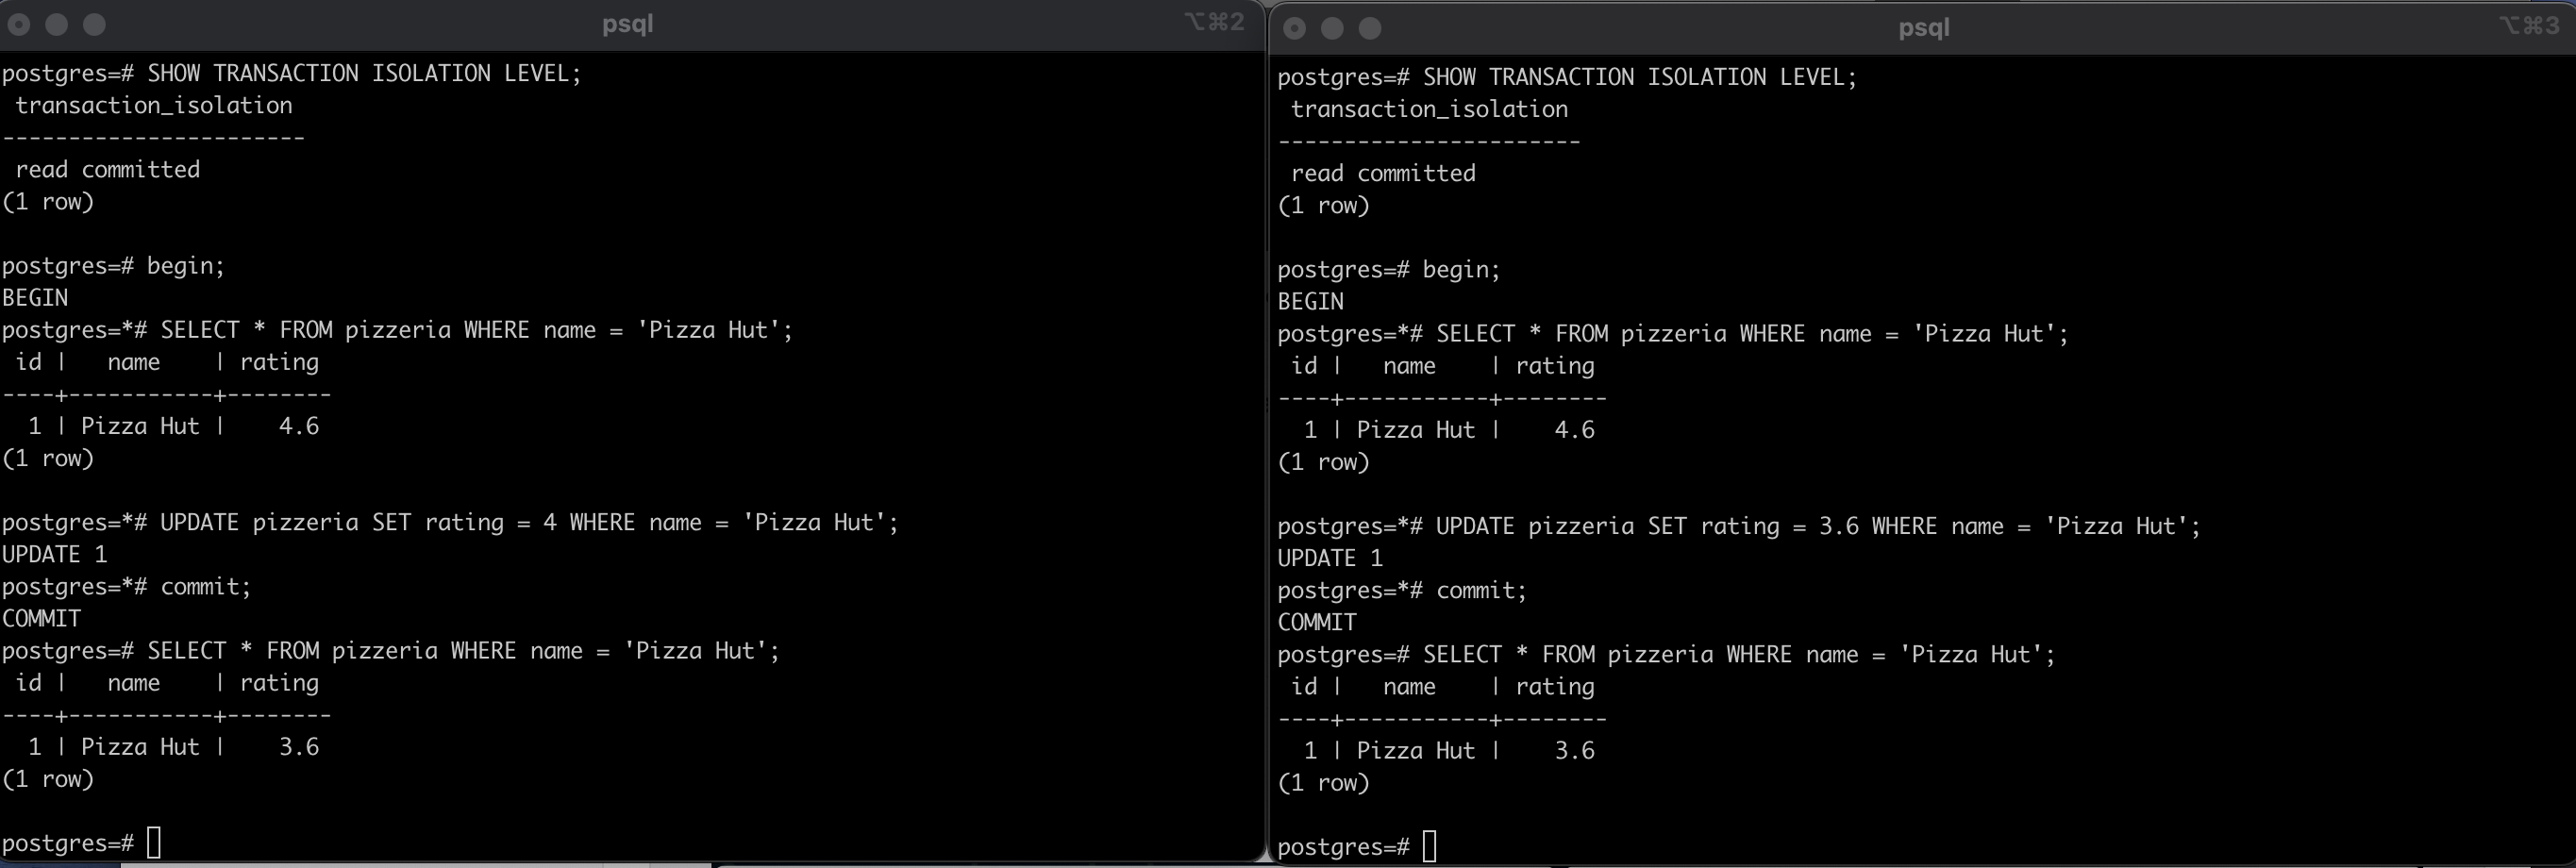 psql
⌥⌘2
postgres=# SHOW TRANSACTION ISOLATION LEVEL;
 transaction_isolation
-----------------------
 read committed
(1 row)

postgres=# begin;
BEGIN
postgres=*# SELECT * FROM pizzeria WHERE name = 'Pizza Hut';
 id |   name    | rating
----+-----------+--------
  1 | Pizza Hut |    4.6
(1 row)

postgres=*# UPDATE pizzeria SET rating = 4 WHERE name = 'Pizza Hut';
UPDATE 1
postgres=*# commit;
COMMIT
postgres=# SELECT * FROM pizzeria WHERE name = 'Pizza Hut';
 id |   name    | rating
----+-----------+--------
  1 | Pizza Hut |    3.6
(1 row)

postgres=#
psql
⌥⌘3
postgres=# SHOW TRANSACTION ISOLATION LEVEL;
 transaction_isolation
-----------------------
 read committed
(1 row)

postgres=# begin;
BEGIN
postgres=*# SELECT * FROM pizzeria WHERE name = 'Pizza Hut';
 id |   name    | rating
----+-----------+--------
  1 | Pizza Hut |    4.6
(1 row)

postgres=*# UPDATE pizzeria SET rating = 3.6 WHERE name = 'Pizza Hut';
UPDATE 1
postgres=*# commit;
COMMIT
postgres=# SELECT * FROM pizzeria WHERE name = 'Pizza Hut';
 id |   name    | rating
----+-----------+--------
  1 | Pizza Hut |    3.6
(1 row)

postgres=#